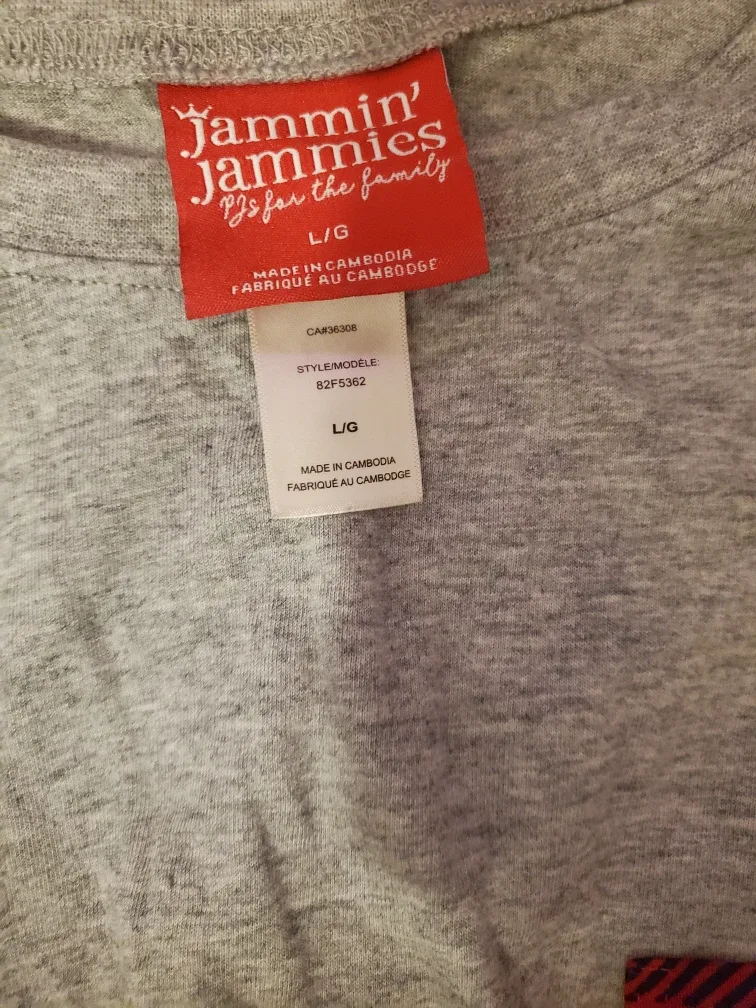 jammin'
jammies
PJs for the family
L/G
MADE IN CAMBODIA
FABRIQUÉ AU CAMBODGE
CA#36308
STYLE/MODÈLE:
82F5362
L/G
MADE IN CAMBODIA
FABRIQUÉ AU CAMBODGE